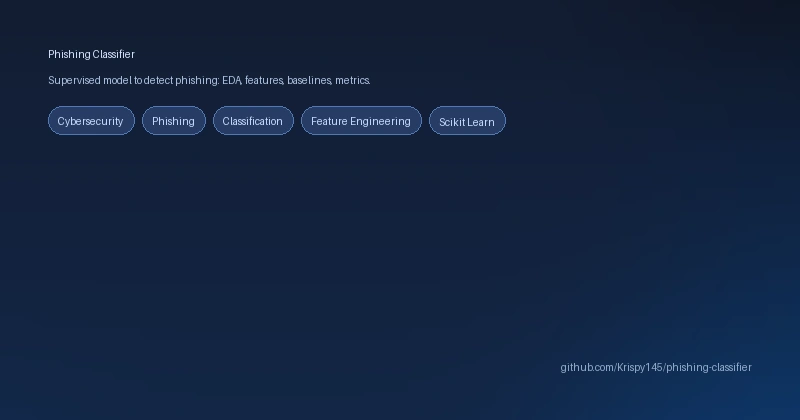 Phishing Classifier
Supervised model to detect phishing: EDA, features, baselines, metrics.
Cybersecurity Phishing Classification Feature Engineering Scikit Learn
github.com/Krispy145/phishing-classifier